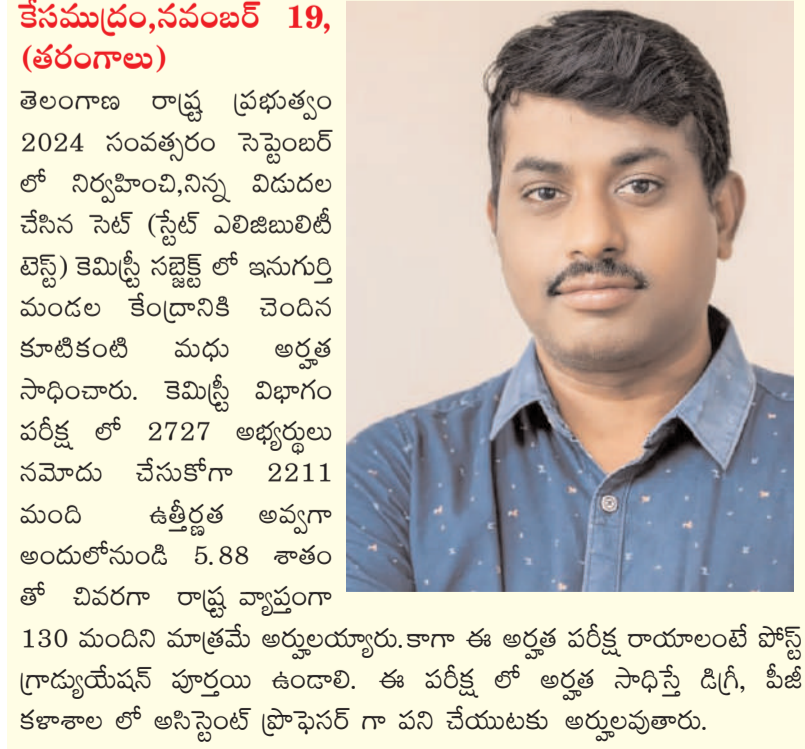 కేసముద్రం,నవంబర్ 19,
(తరంగాలు)
తెలంగాణ రాష్ట్ర ప్రభుత్వం
2024 సంవత్సరం సెప్టెంబర్
లో నిర్వహించి,నిన్న విడుదల
చేసిన సెట్ (స్టేట్ ఎలిజిబులిటీ
టెస్ట్) కెమిస్ట్రీ సబ్జెక్ట్ లో ఇనుగుర్తి
మండల కేంద్రానికి చెందిన
కూటికంటి మధు అర్హత
సాధించారు. కెమిస్ట్రీ విభాగం
పరీక్ష లో 2727 అభ్యర్థులు
నమోదు చేసుకోగా 2211
మంది ఉత్తీర్ణత అవ్వగా
అందులోనుండి 5.88 శాతం
తో చివరగా రాష్ట్ర వ్యాప్తంగా
130 మందిని మాత్రమే అర్హులయ్యారు.కాగా ఈ అర్హత పరీక్ష రాయాలంటే పోస్ట్
గ్రాడ్యుయేషన్ పూర్తయి ఉండాలి. ఈ పరీక్ష లో అర్హత సాధిస్తే డిగ్రీ, పీజీ
కళాశాల లో అసిస్టెంట్ ప్రొఫెసర్ గా పని చేయుటకు అర్హులవుతారు.